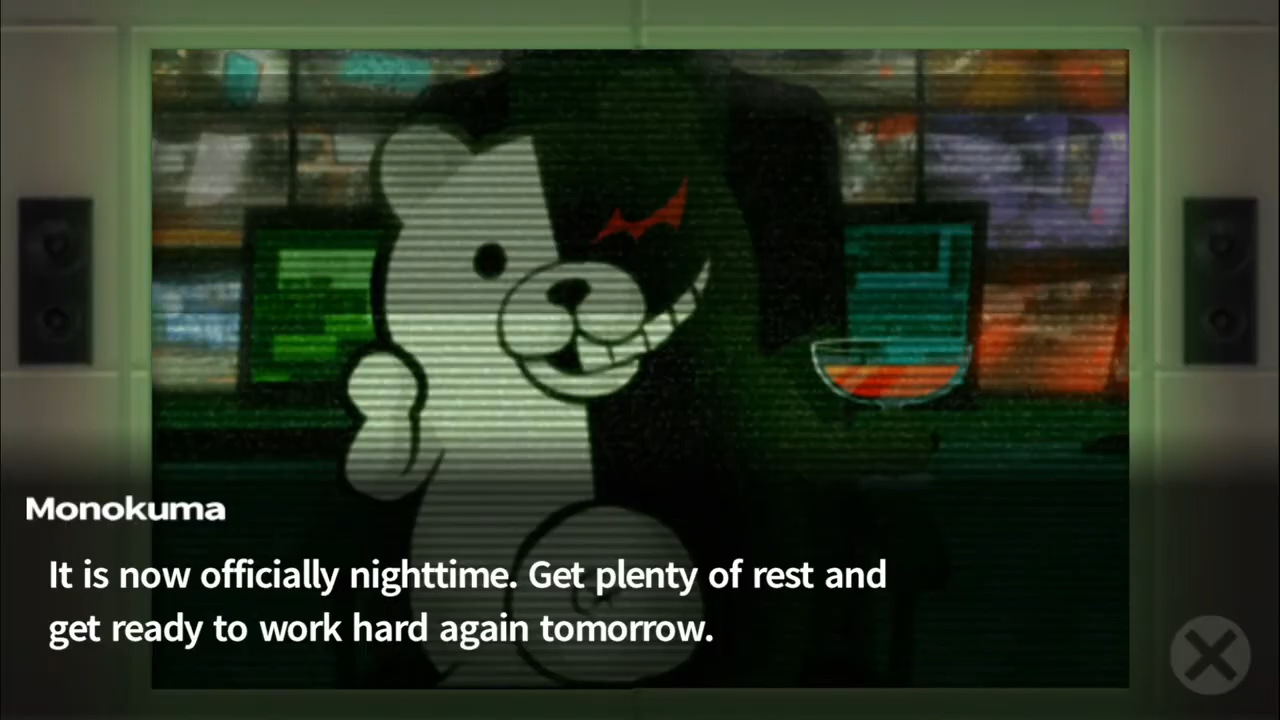 Monokuma
It is now officially nighttime. Get plenty of rest and
get ready to work hard again tomorrow.